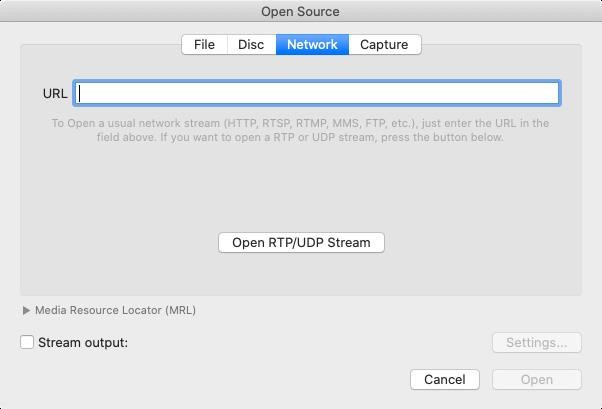 Open Source
File Disc Network Capture
URL
To Open a usual network stream (HTTP, RTSP, RTMP, MMS, FTP, etc.), just enter the URL in the
field above. If you want to open a RTP or UDP stream, press the button below.
Open RTP/UDP Stream
Media Resource Locator (MRL)
Stream output: Settings...
Cancel Open